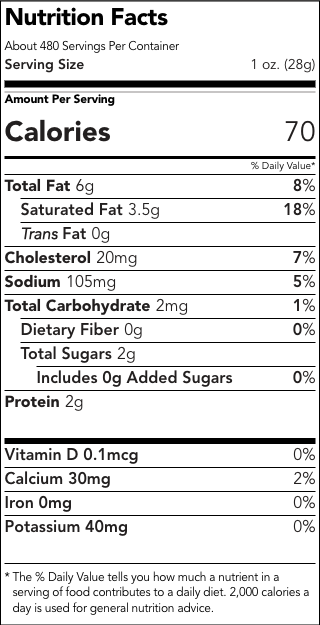 Nutrition Facts
About 480 Servings Per Container
Serving Size 1 oz. (28g)
Amount Per Serving
Calories 70
% Daily Value*
Total Fat 6g 8%
Saturated Fat 3.5g 18%
Trans Fat 0g
Cholesterol 20mg 7%
Sodium 105mg 5%
Total Carbohydrate 2mg 1%
Dietary Fiber 0g 0%
Total Sugars 2g
Includes 0g Added Sugars 0%
Protein 2g
Vitamin D 0.1mcg 0%
Calcium 30mg 2%
Iron 0mg 0%
Potassium 40mg 0%
* The % Daily Value tells you how much a nutrient in a
serving of food contributes to a daily diet. 2,000 calories a
day is used for general nutrition advice.